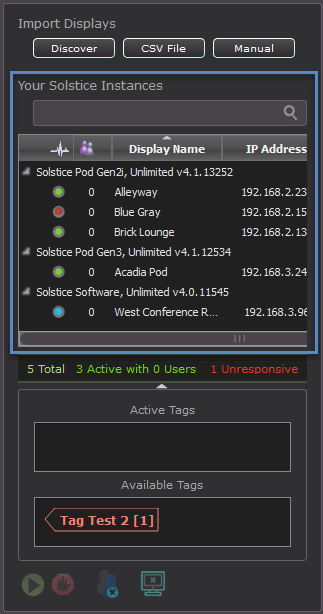 Import Displays
Discover CSV File Manual
Your Solstice Instances
Display Name IP Address
Solstice Pod Gen2i, Unlimited v4.1.13252
0 Alleyway 192.168.2.23
0 Blue Gray 192.168.2.15
0 Brick Lounge 192.168.2.13
Solstice Pod Gen3, Unlimited v4.1.12534
0 Acadia Pod 192.168.3.24
Solstice Software, Unlimited v4.0.11545
0 West Conference R... 192.168.3.96
5 Total 3 Active with 0 Users 1 Unresponsive
Active Tags
Available Tags
Tag Test 2 [1]